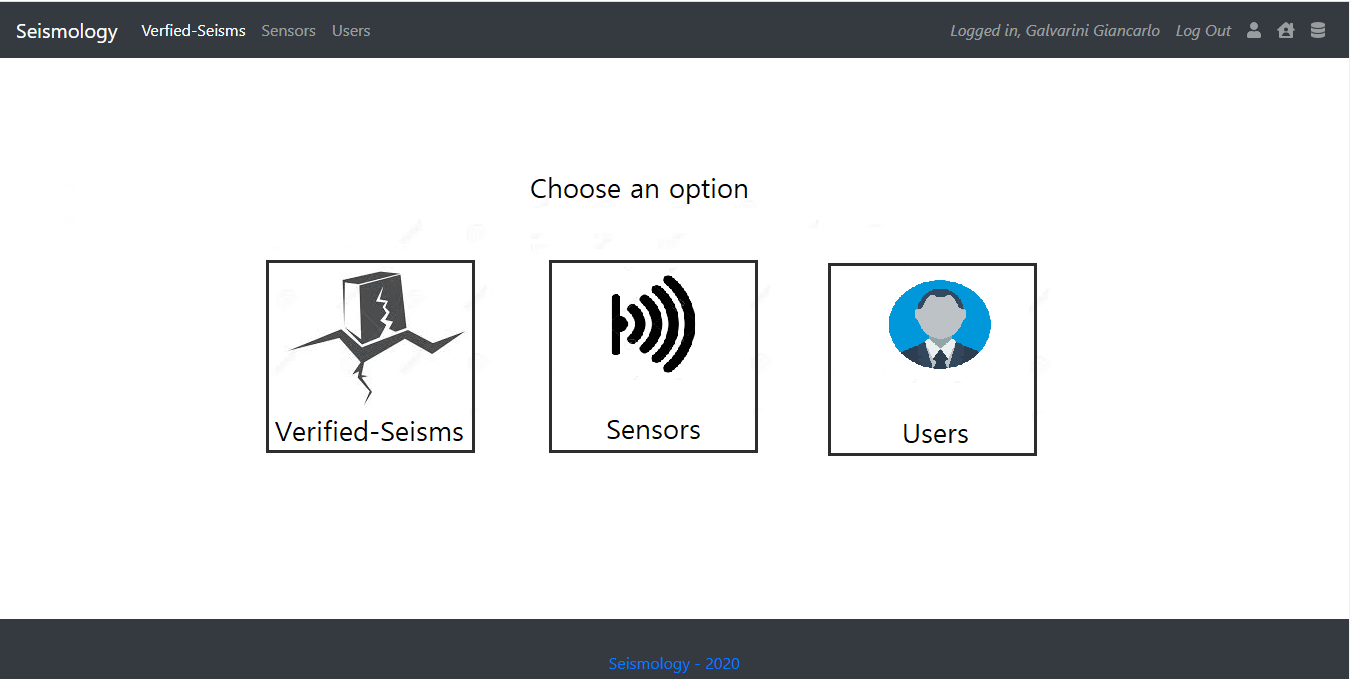 Seismology Verfied-Seisms Sensors Users Logged in, Galvarini Giancarlo Log Out
Choose an option
Verified-Seisms Sensors Users
Seismology - 2020